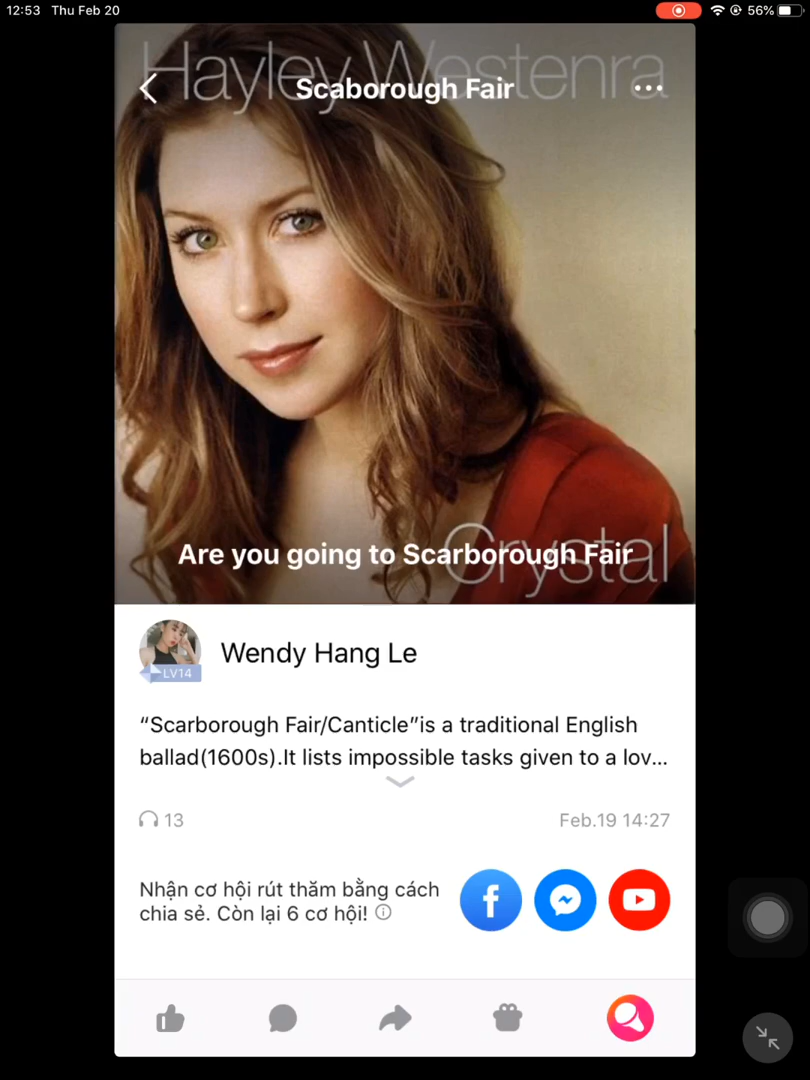 12:53 Thu Feb 20
56%
Hayley Westenra
Scaborough Fair
Are you going to Scarborough Fair
Crystal
LV14
Wendy Hang Le
“Scarborough Fair/Canticle”is a traditional English
ballad(1600s).It lists impossible tasks given to a lov...
13
Feb.19 14:27
Nhận cơ hội rút thăm bằng cách
chia sẻ. Còn lại 6 cơ hội!